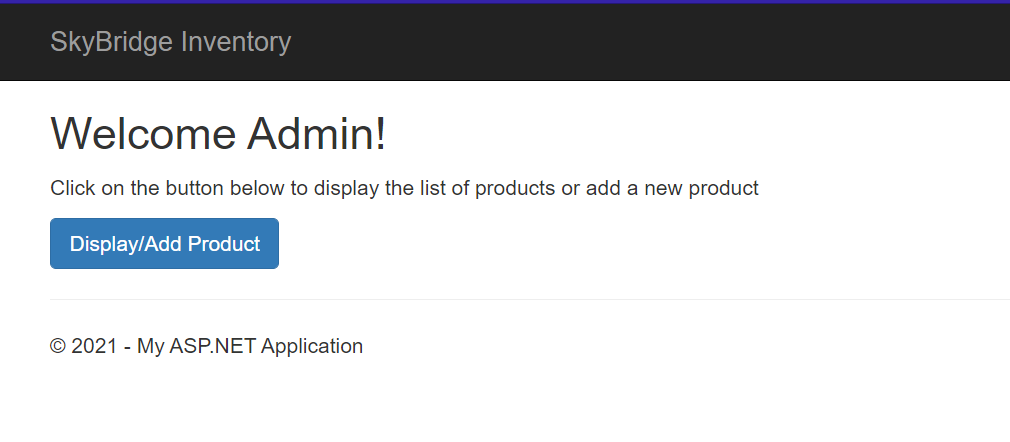 SkyBridge Inventory
Welcome Admin!
Click on the button below to display the list of products or add a new product
Display/Add Product
© 2021 - My ASP.NET Application